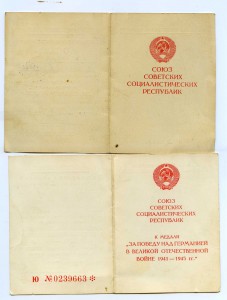 СОЮЗ
СОВЕТСКИХ
СОЦИАЛИСТИЧЕСКИХ
РЕСПУБЛИК
СОЮЗ
СОВЕТСКИХ
СОЦИАЛИСТИЧЕСКИХ
РЕСПУБЛИК
К МЕДАЛИ
„ЗА ПОБЕДУ НАД ГЕРМАНИЕЙ
В ВЕЛИКОЙ ОТЕЧЕСТВЕННОЙ
ВОЙНЕ 1941—1945 гг.“
Ю №0239663 *